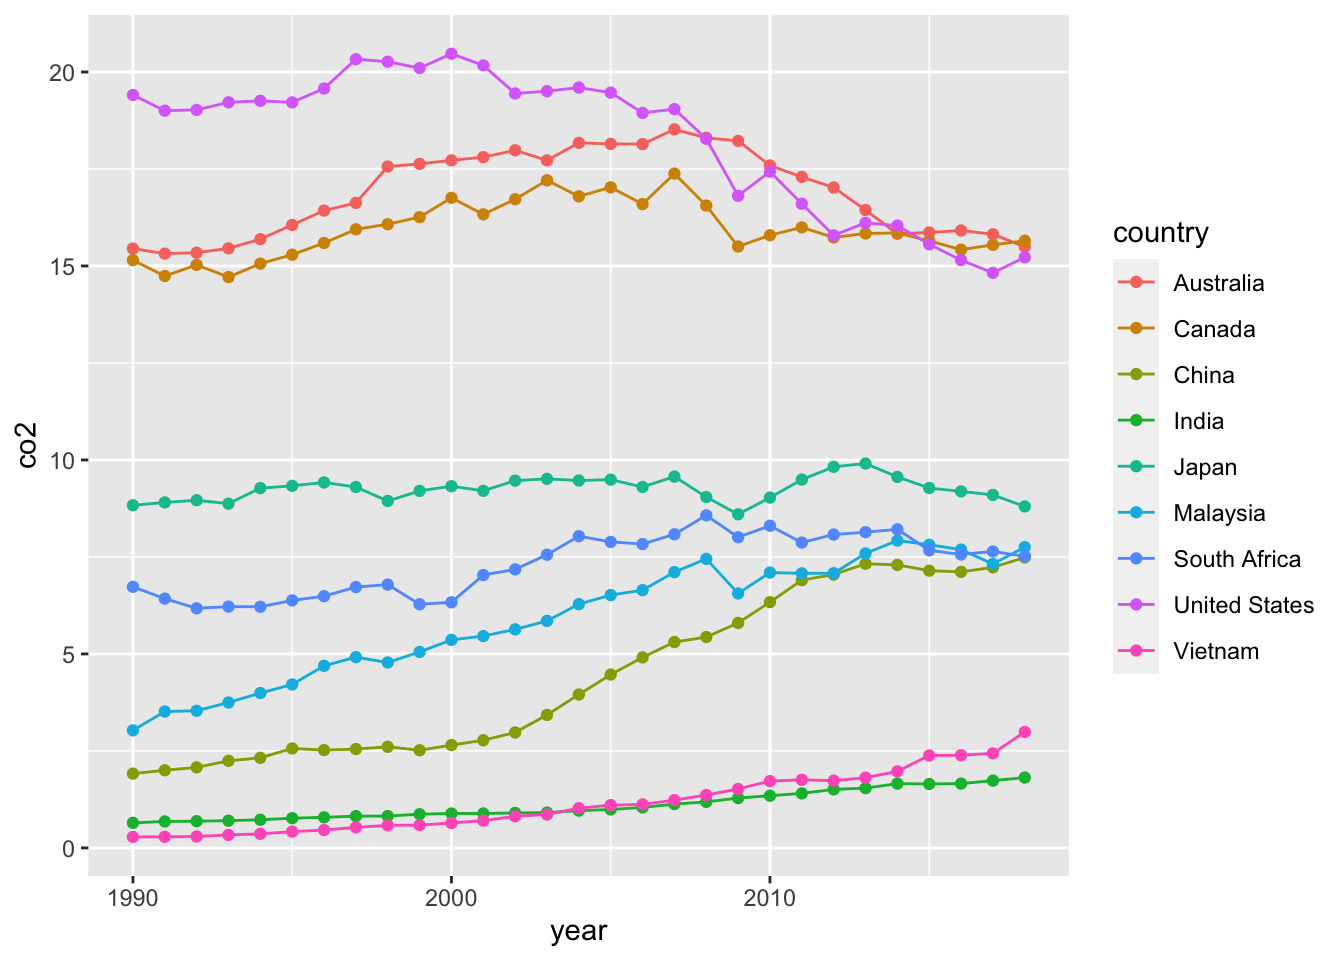 20
15
10
5
0
co2
1990
2000
2010
year
country
Australia
Canada
China
India
Japan
Malaysia
South Africa
United States
Vietnam